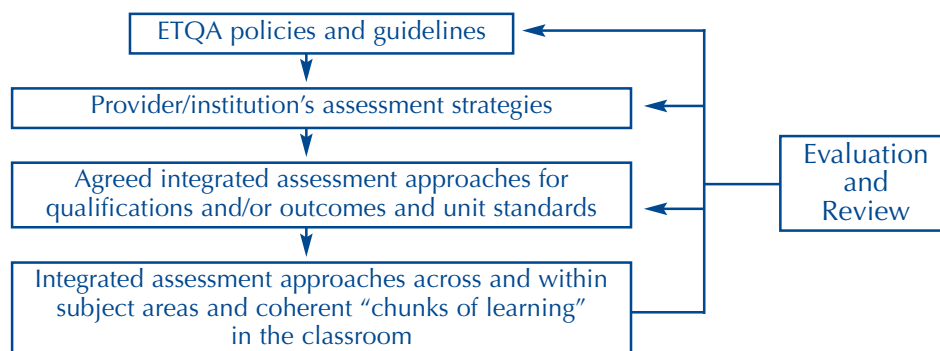 ETQA policies and guidelines
Provider/institution’s assessment strategies
Agreed integrated assessment approaches for
qualifications and/or outcomes and unit standards
Integrated assessment approaches across and within
subject areas and coherent “chunks of learning”
in the classroom
Evaluation
and
Review